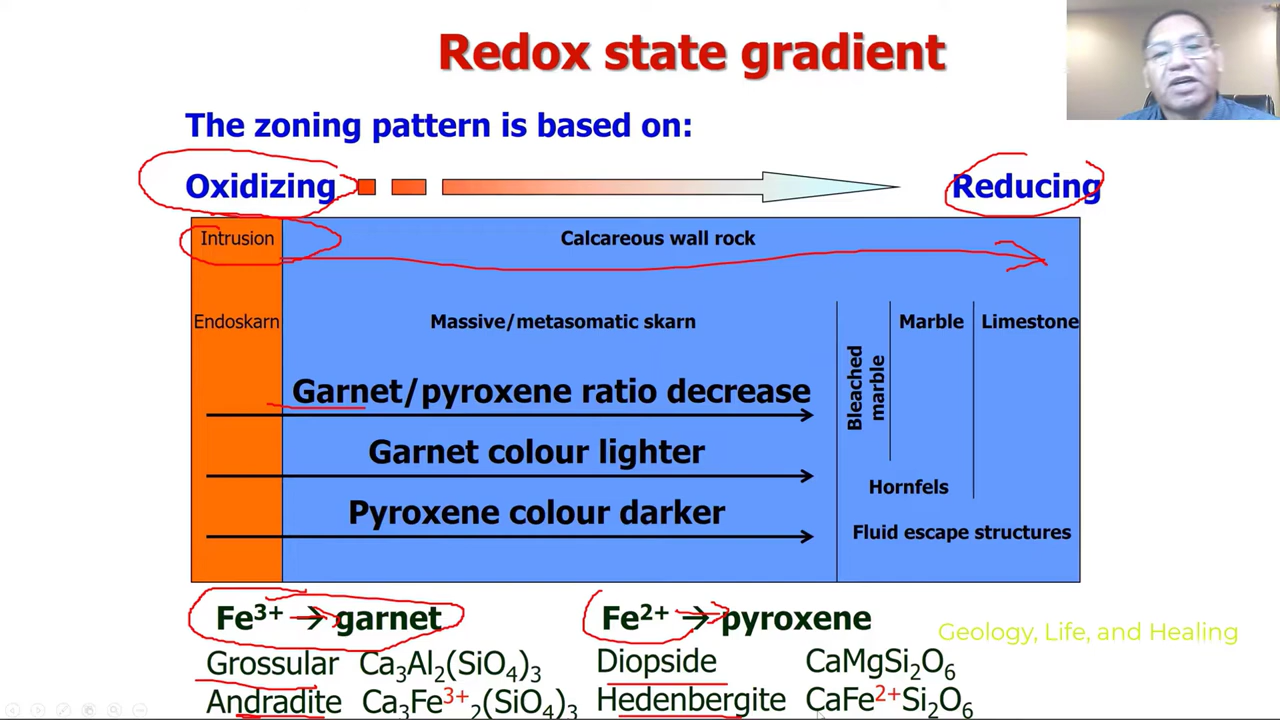 Redox state gradient
The zoning pattern is based on:
Oxidizing
Reducing
Intrusion
Calcareous wall rock
Endoskarn
Massive/metasomatic skarn
Bleached
marble
Marble
Limestone
Garnet/pyroxene ratio decrease
Garnet colour lighter
Pyroxene colour darker
Hornfels
Fluid escape structures
Fe³⁺ → garnet
Fe²⁺ → pyroxene
Geology, Life, and Healing
Grossular Ca₃Al₂(SiO₄)₃
Diopside CaMgSi₂O₆
Andradite Ca₃Fe³⁺₂(SiO₄)₃
Hedenbergite CaFe²⁺Si₂O₆